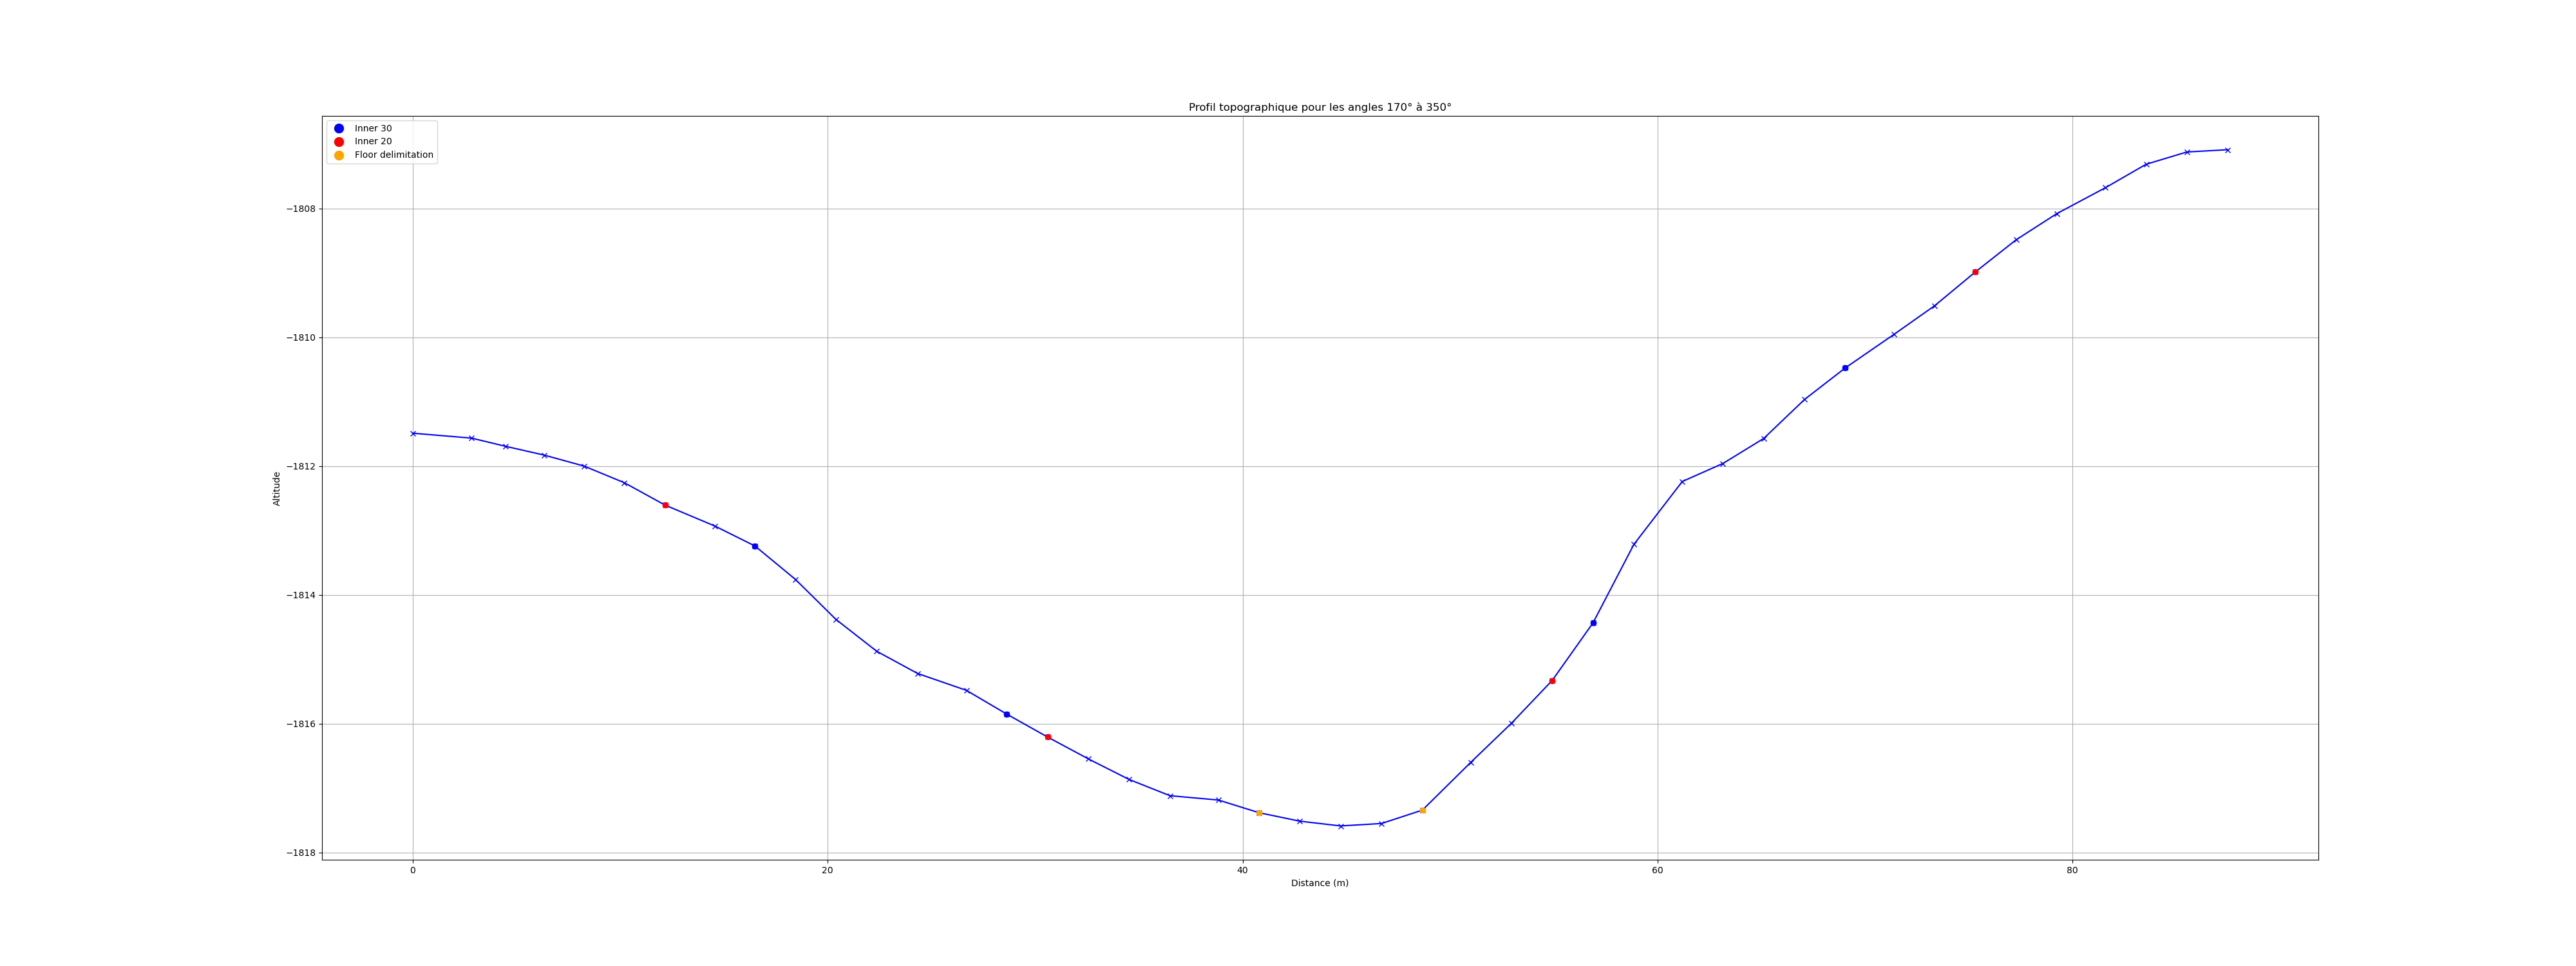 Profil topographique pour les angles 170° à 350°
Inner 30
Inner 20
Floor delimitation
Altitude
−1808
−1810
−1812
−1814
−1816
−1818
0
20
40
60
80
Distance (m)